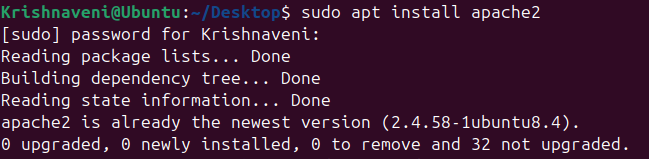 Krishnaveni@Ubuntu:~/Desktop$ sudo apt install apache2
[sudo] password for Krishnaveni:
Reading package lists... Done
Building dependency tree... Done
Reading state information... Done
apache2 is already the newest version (2.4.58-1ubuntu8.4).
0 upgraded, 0 newly installed, 0 to remove and 32 not upgraded.